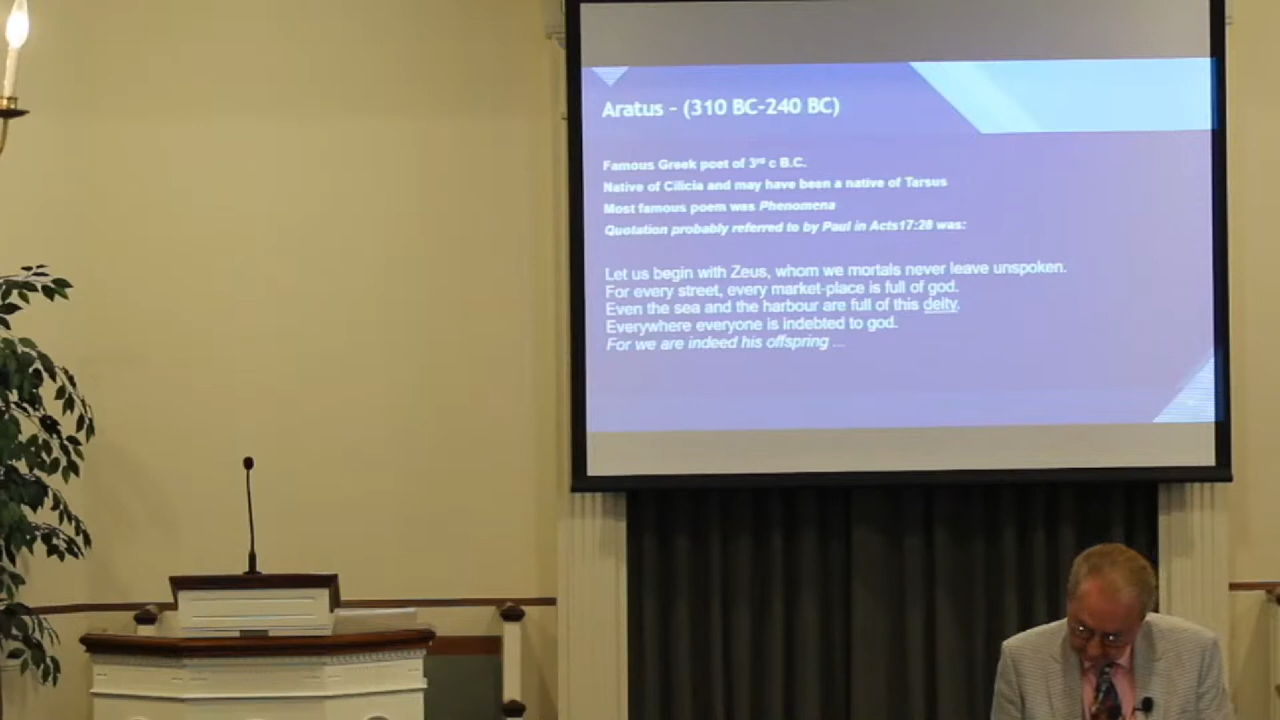 Aratus – (310 BC-240 BC)
Famous Greek poet of 3rd c B.C.
Native of Cilicia and may have been a native of Tarsus
Most famous poem was Phenomena
Quotation probably referred to by Paul in Acts17:28 was:
Let us begin with Zeus, whom we mortals never leave unspoken.
For every street, every market-place is full of god.
Even the sea and the harbour are full of this deity.
Everywhere everyone is indebted to god.
For we are indeed his offspring ...